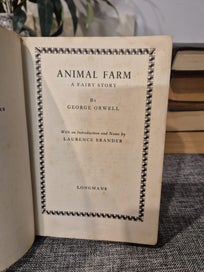 ANIMAL FARM
A FAIRY STORY
By
GEORGE ORWELL
With an Introduction and Notes by
LAURENCE BRANDER
LONGMANS